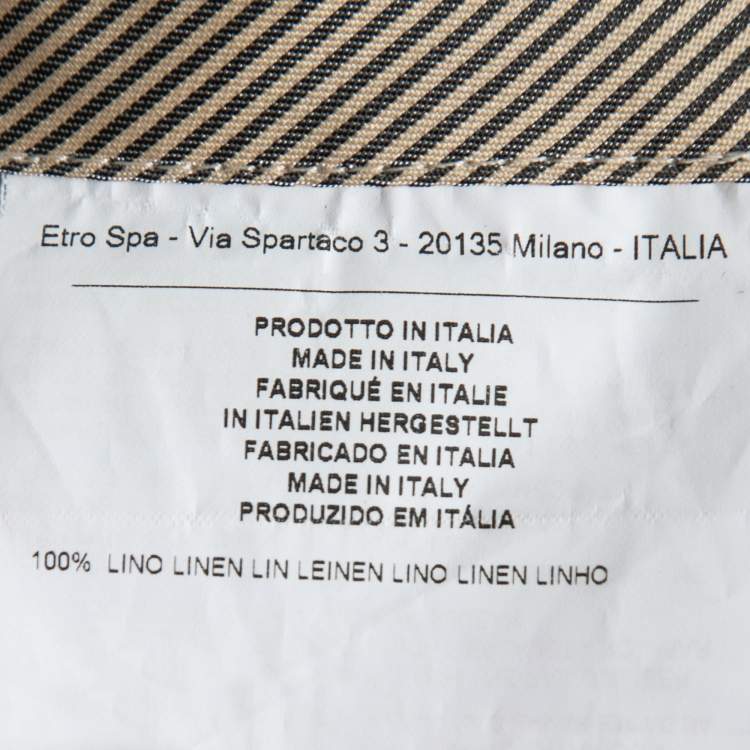 Etro Spa - Via Spartaco 3 - 20135 Milano - ITALIA
PRODOTTO IN ITALIA
MADE IN ITALY
FABRIQUÉ EN ITALIE
IN ITALIEN HERGESTELLT
FABRICADO EN ITALIA
MADE IN ITALY
PRODUZIDO EM ITÁLIA
100% LINO LINEN LIN LEINEN LINO LINEN LINHO